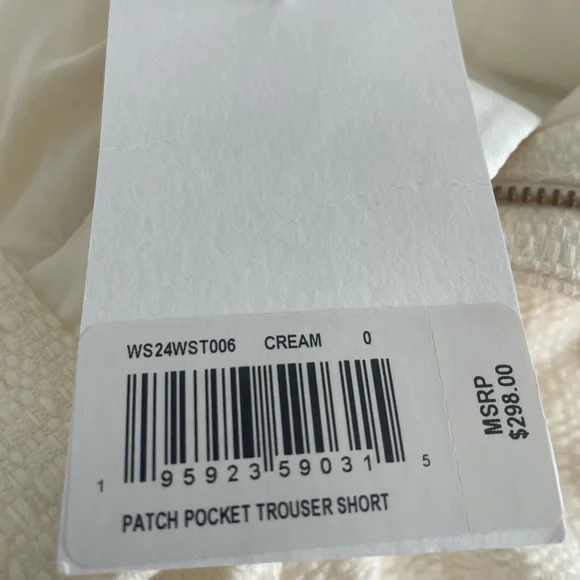 WS24WST006 CREAM 0
1 95923 59031 5
PATCH POCKET TROUSER SHORT
MSRP
$298.00